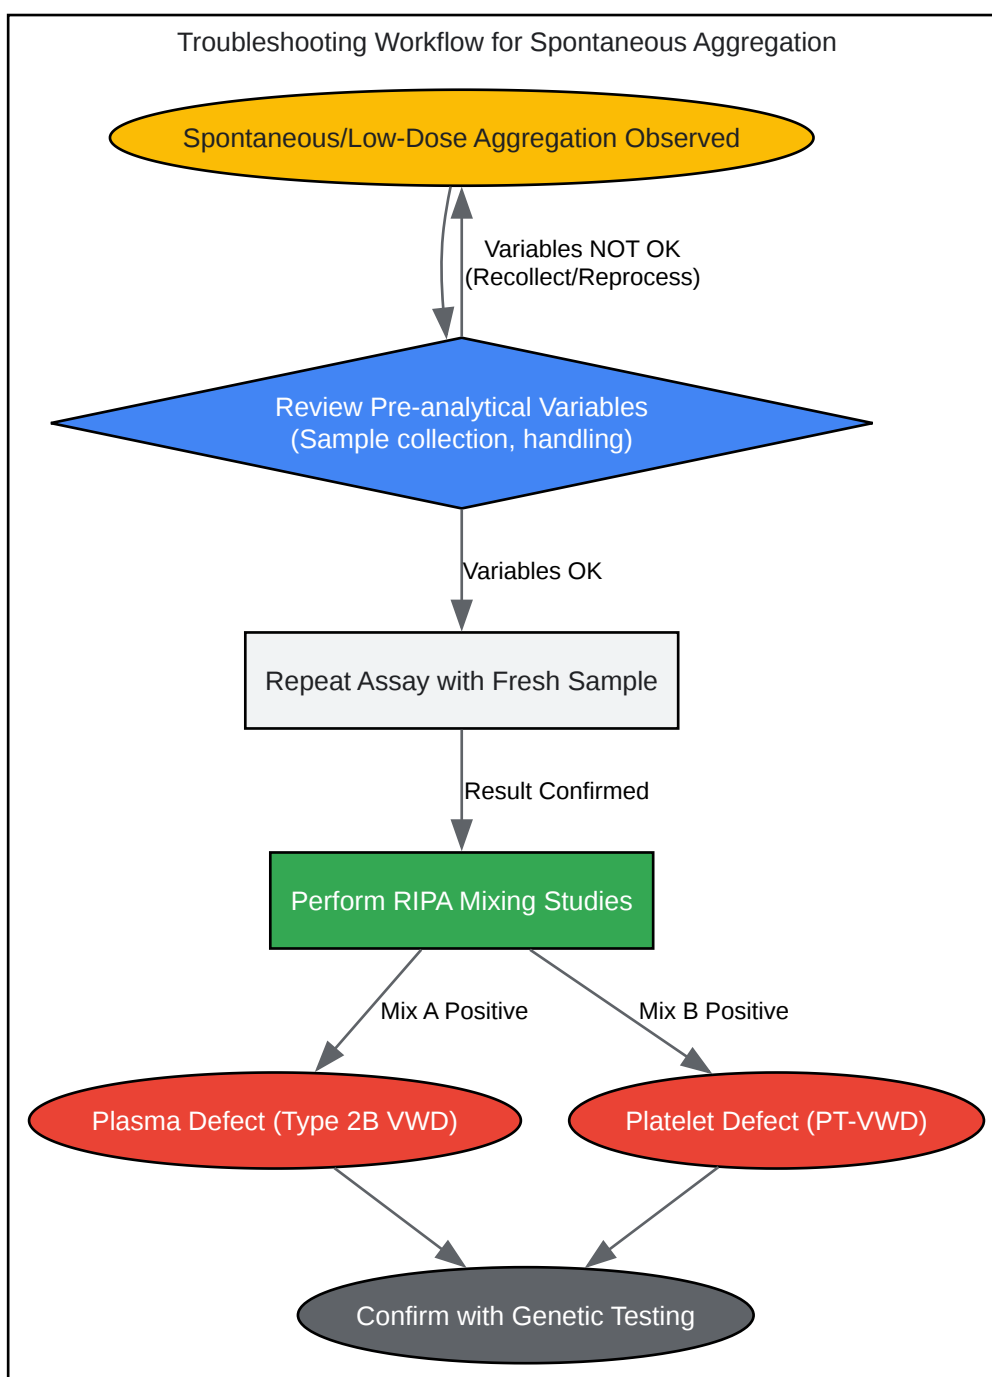 Troubleshooting Workflow for Spontaneous Aggregation
Spontaneous/Low-Dose Aggregation Observed
Variables NOT OK
(Recollect/Reprocess)
Review Pre-analytical Variables
(Sample collection, handling)
Variables OK
Repeat Assay with Fresh Sample
Result Confirmed
Perform RIPA Mixing Studies
Mix A Positive
Mix B Positive
Plasma Defect (Type 2B VWD)
Platelet Defect (PT-VWD)
Confirm with Genetic Testing